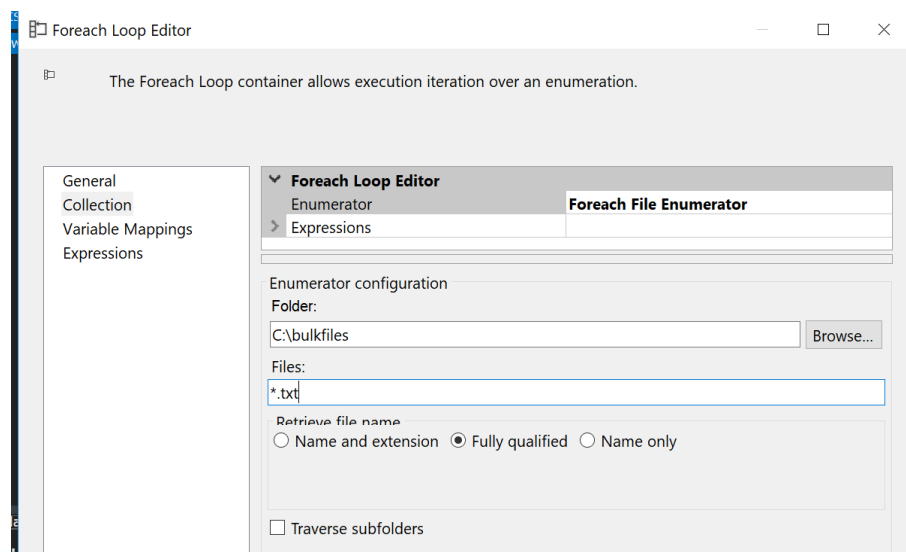 Foreach Loop Editor
The Foreach Loop container allows execution iteration over an enumeration.
General
Collection
Variable Mappings
Expressions
Foreach Loop Editor
Enumerator Foreach File Enumerator
Expressions
Enumerator configuration
Folder:
C:\bulkfiles Browse...
Files:
*.txt
Retrieve file name
Name and extension Fully qualified Name only
Traverse subfolders